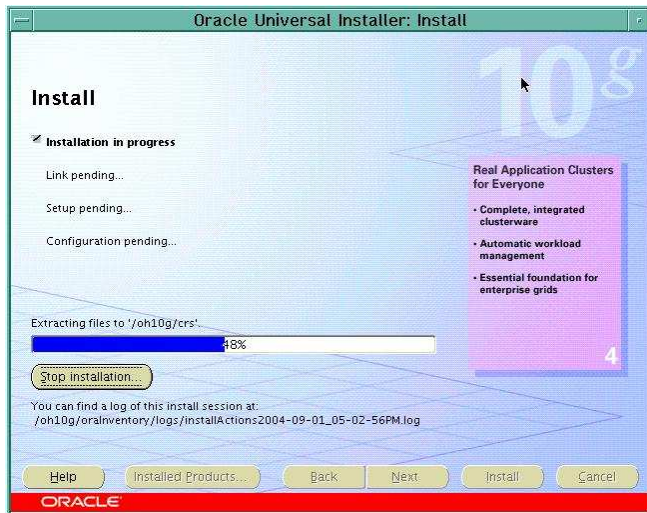 Oracle Universal Installer: Install
10g
Install
Installation in progress
Link pending...
Setup pending...
Configuration pending...
Real Application Clusters
for Everyone
• Complete, integrated
clusterware
• Automatic workload
management
• Essential foundation for
enterprise grids
4
Extracting files to '/oh10g/crs'.
48%
Stop installation...
You can find a log of this install session at:
/oh10g/oraInventory/logs/installActions2004-09-01_05-02-56PM.log
Help
Installed Products...
Back
Next
Install
Cancel
ORACLE